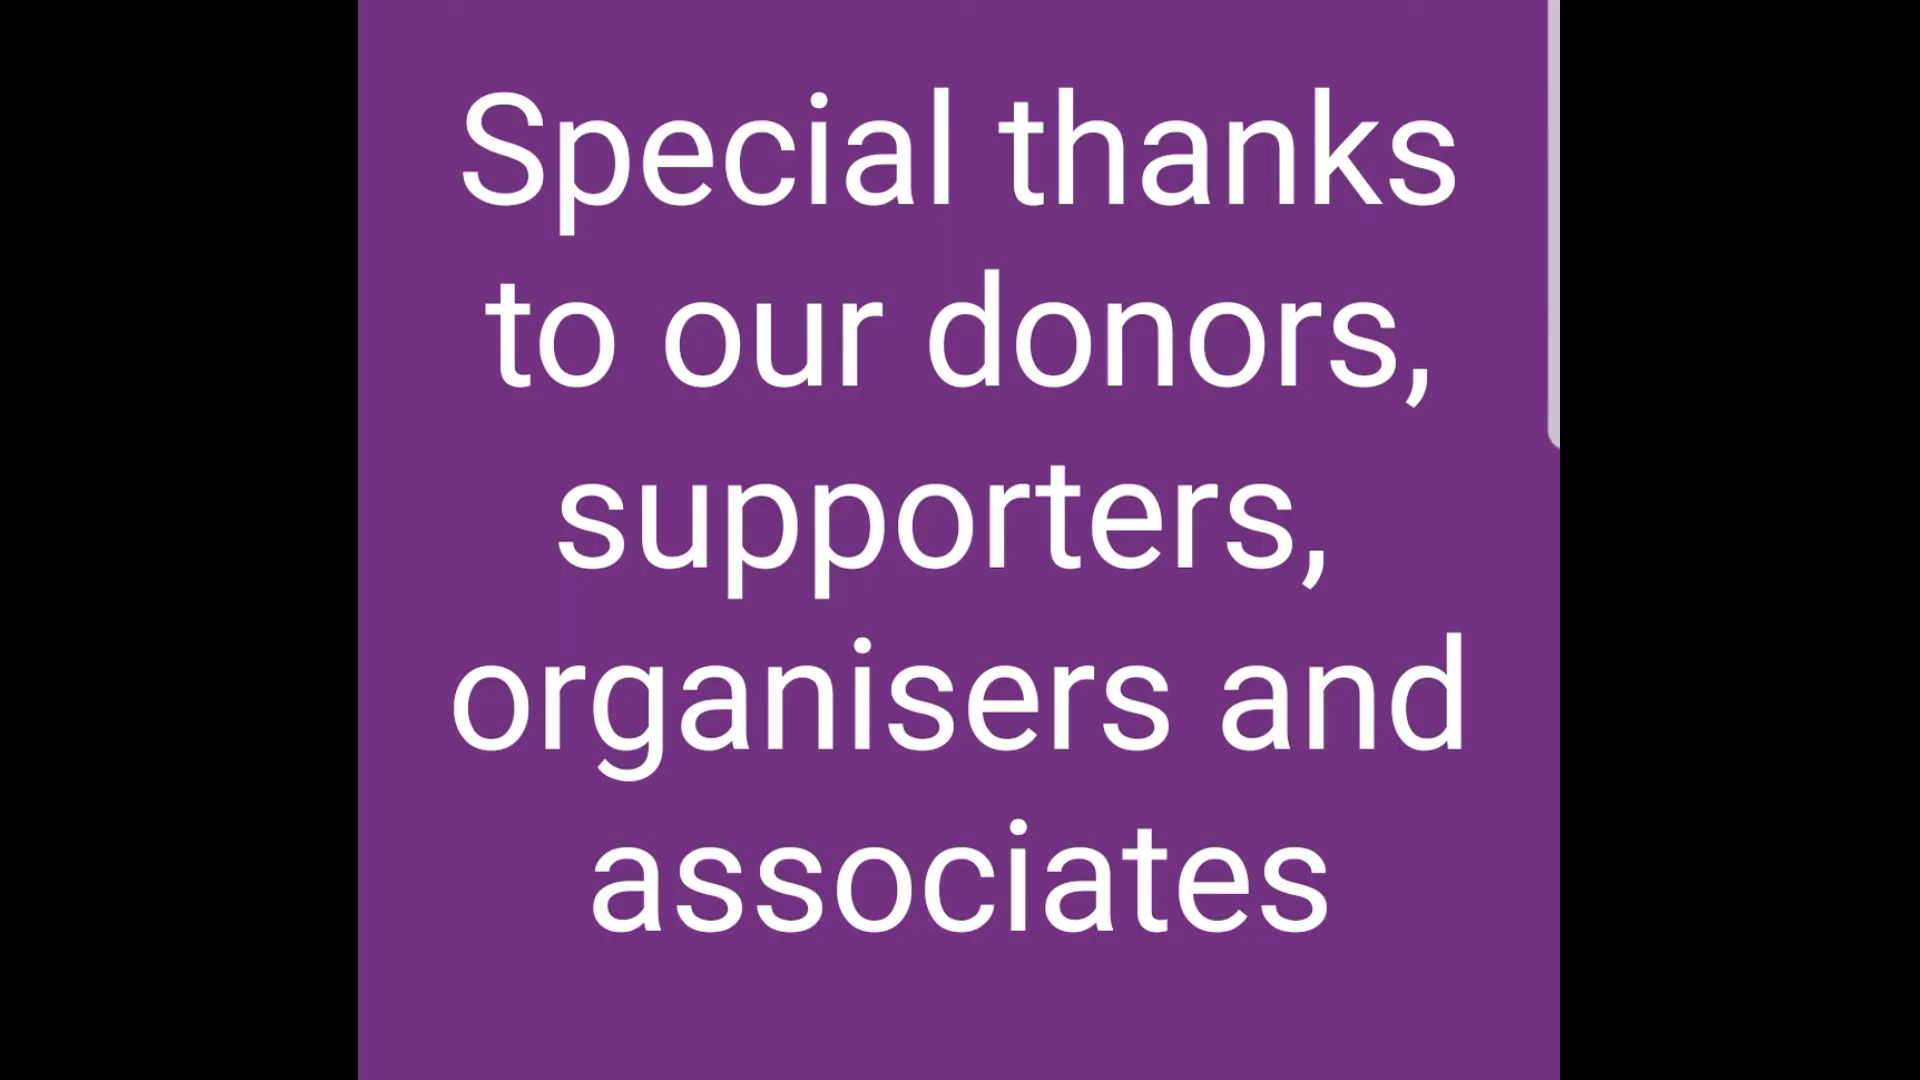 Special thanks
to our donors,
supporters,
organisers and
associates